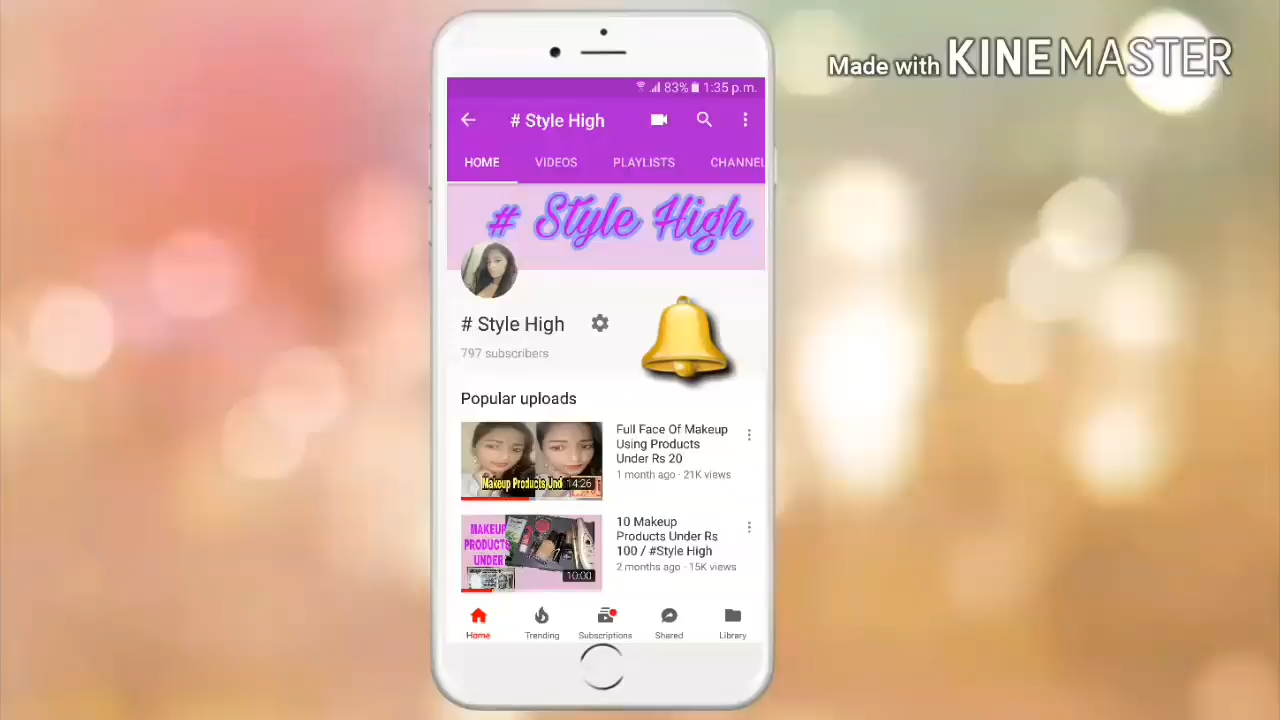 Made with KINEMASTER
83% 1:35 p.m.
# Style High
HOME VIDEOS PLAYLISTS CHANNEL
# Style High
# Style High
797 subscribers
Popular uploads
Full Face Of Makeup
Using Products
Under Rs 20
1 month ago · 21K views
Makeup Products Und
14:26
10 Makeup
Products Under Rs
100 / #Style High
2 months ago · 15K views
MAKEUP
PRODUCTS
UNDER
10:00
Home Trending Subscriptions Shared Library